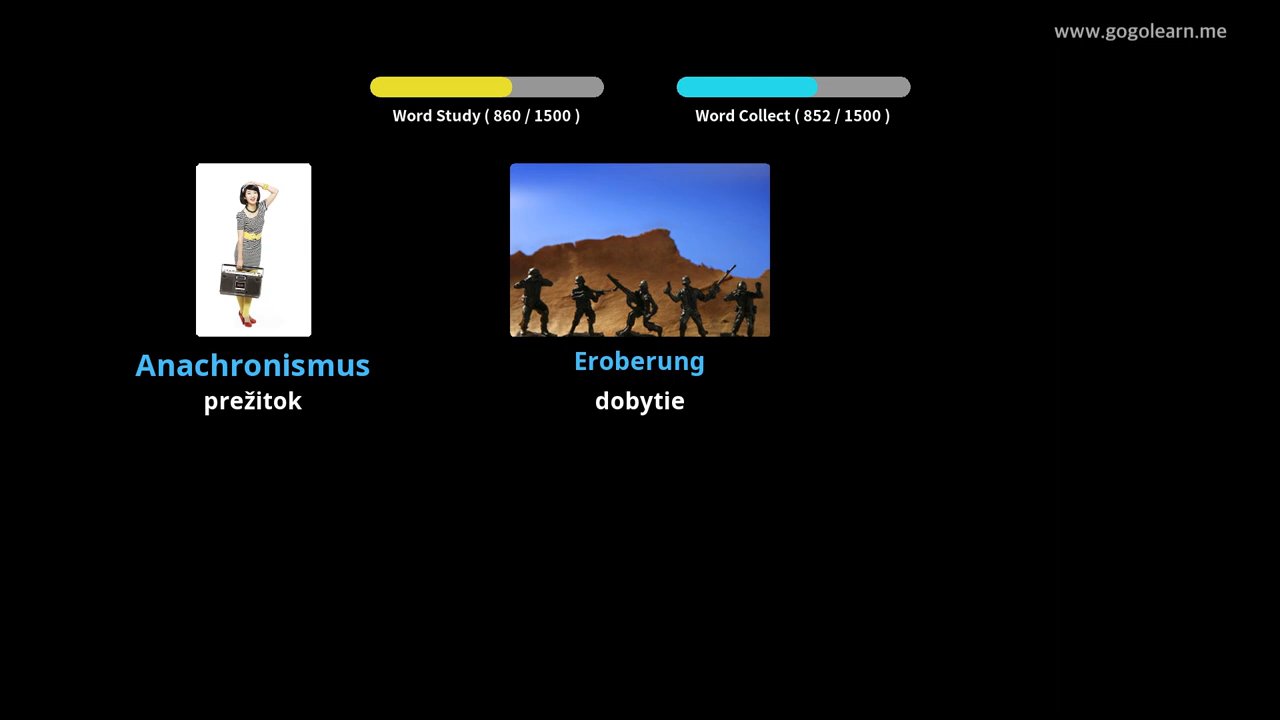 www.gogolearn.me
Word Study ( 860 / 1500 )
Word Collect ( 852 / 1500 )
Anachronismus
prežitok
Eroberung
dobytie